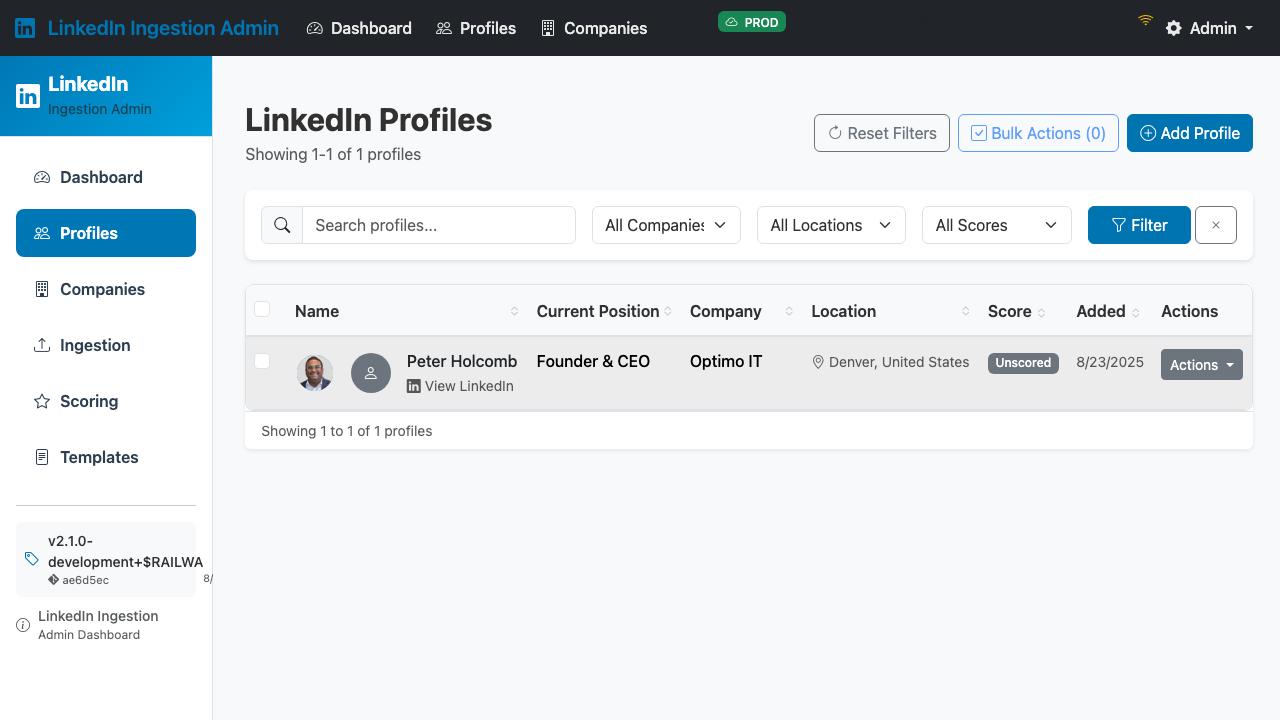 LinkedIn Ingestion Admin
Dashboard
Profiles
Companies
PROD
Admin
LinkedIn
Ingestion Admin
Dashboard
Profiles
Companies
Ingestion
Scoring
Templates
v2.1.0-
development+$RAILWA
ae6d5ec
8/
LinkedIn Ingestion
Admin Dashboard
LinkedIn Profiles
Showing 1-1 of 1 profiles
Reset Filters
Bulk Actions (0)
Add Profile
Search profiles...
All Companies
All Locations
All Scores
Filter
Name
Current Position
Company
Location
Score
Added
Actions
Peter Holcomb
View LinkedIn
Founder & CEO
Optimo IT
Denver, United States
Unscored
8/23/2025
Actions
Showing 1 to 1 of 1 profiles